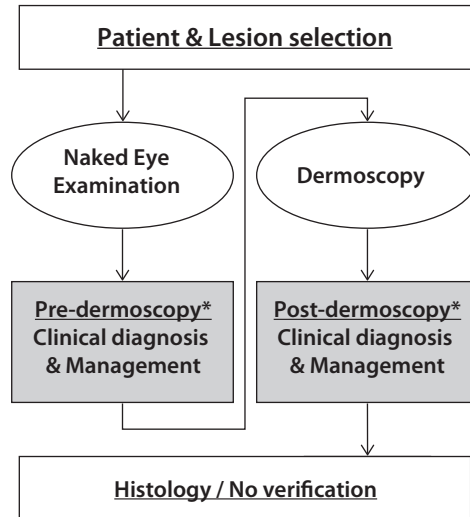 Patient & Lesion selection
Naked Eye
Examination
Dermoscopy
Pre-dermoscopy*
Clinical diagnosis
& Management
Post-dermoscopy*
Clinical diagnosis
& Management
Histology / No verification